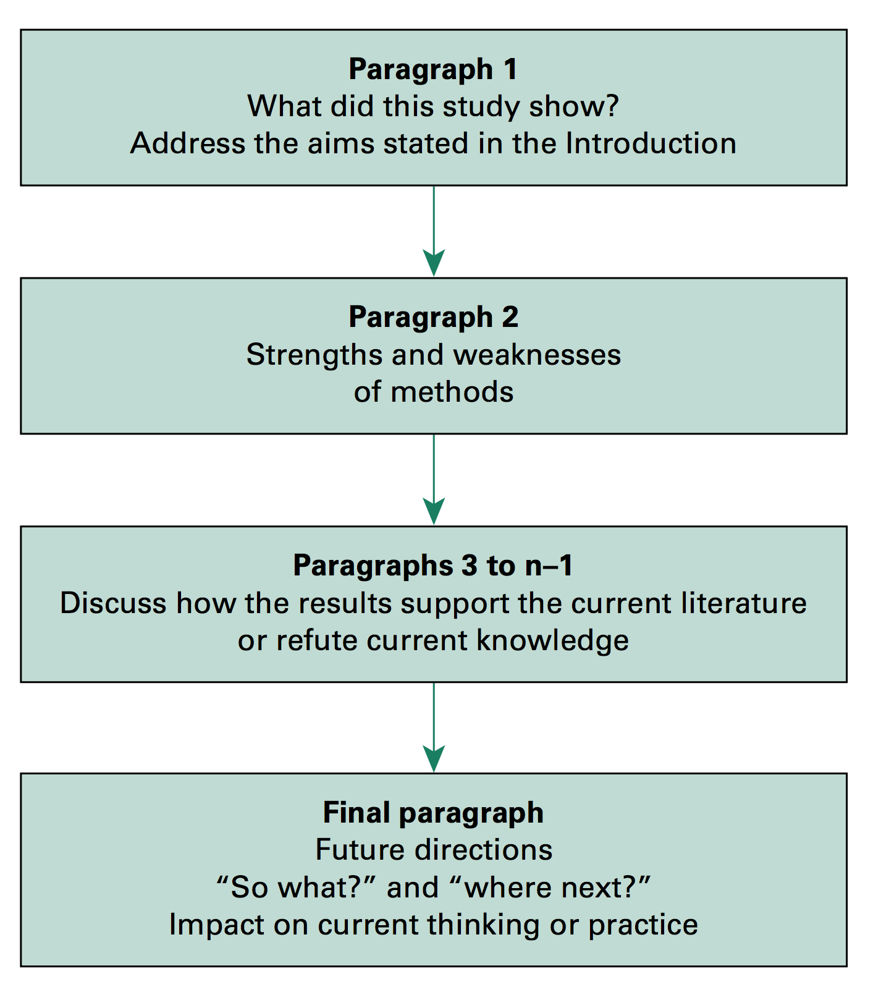 Paragraph 1
What did this study show?
Address the aims stated in the Introduction
Paragraph 2
Strengths and weaknesses
of methods
Paragraphs 3 to n–1
Discuss how the results support the current literature
or refute current knowledge
Final paragraph
Future directions
“So what?” and “where next?”
Impact on current thinking or practice